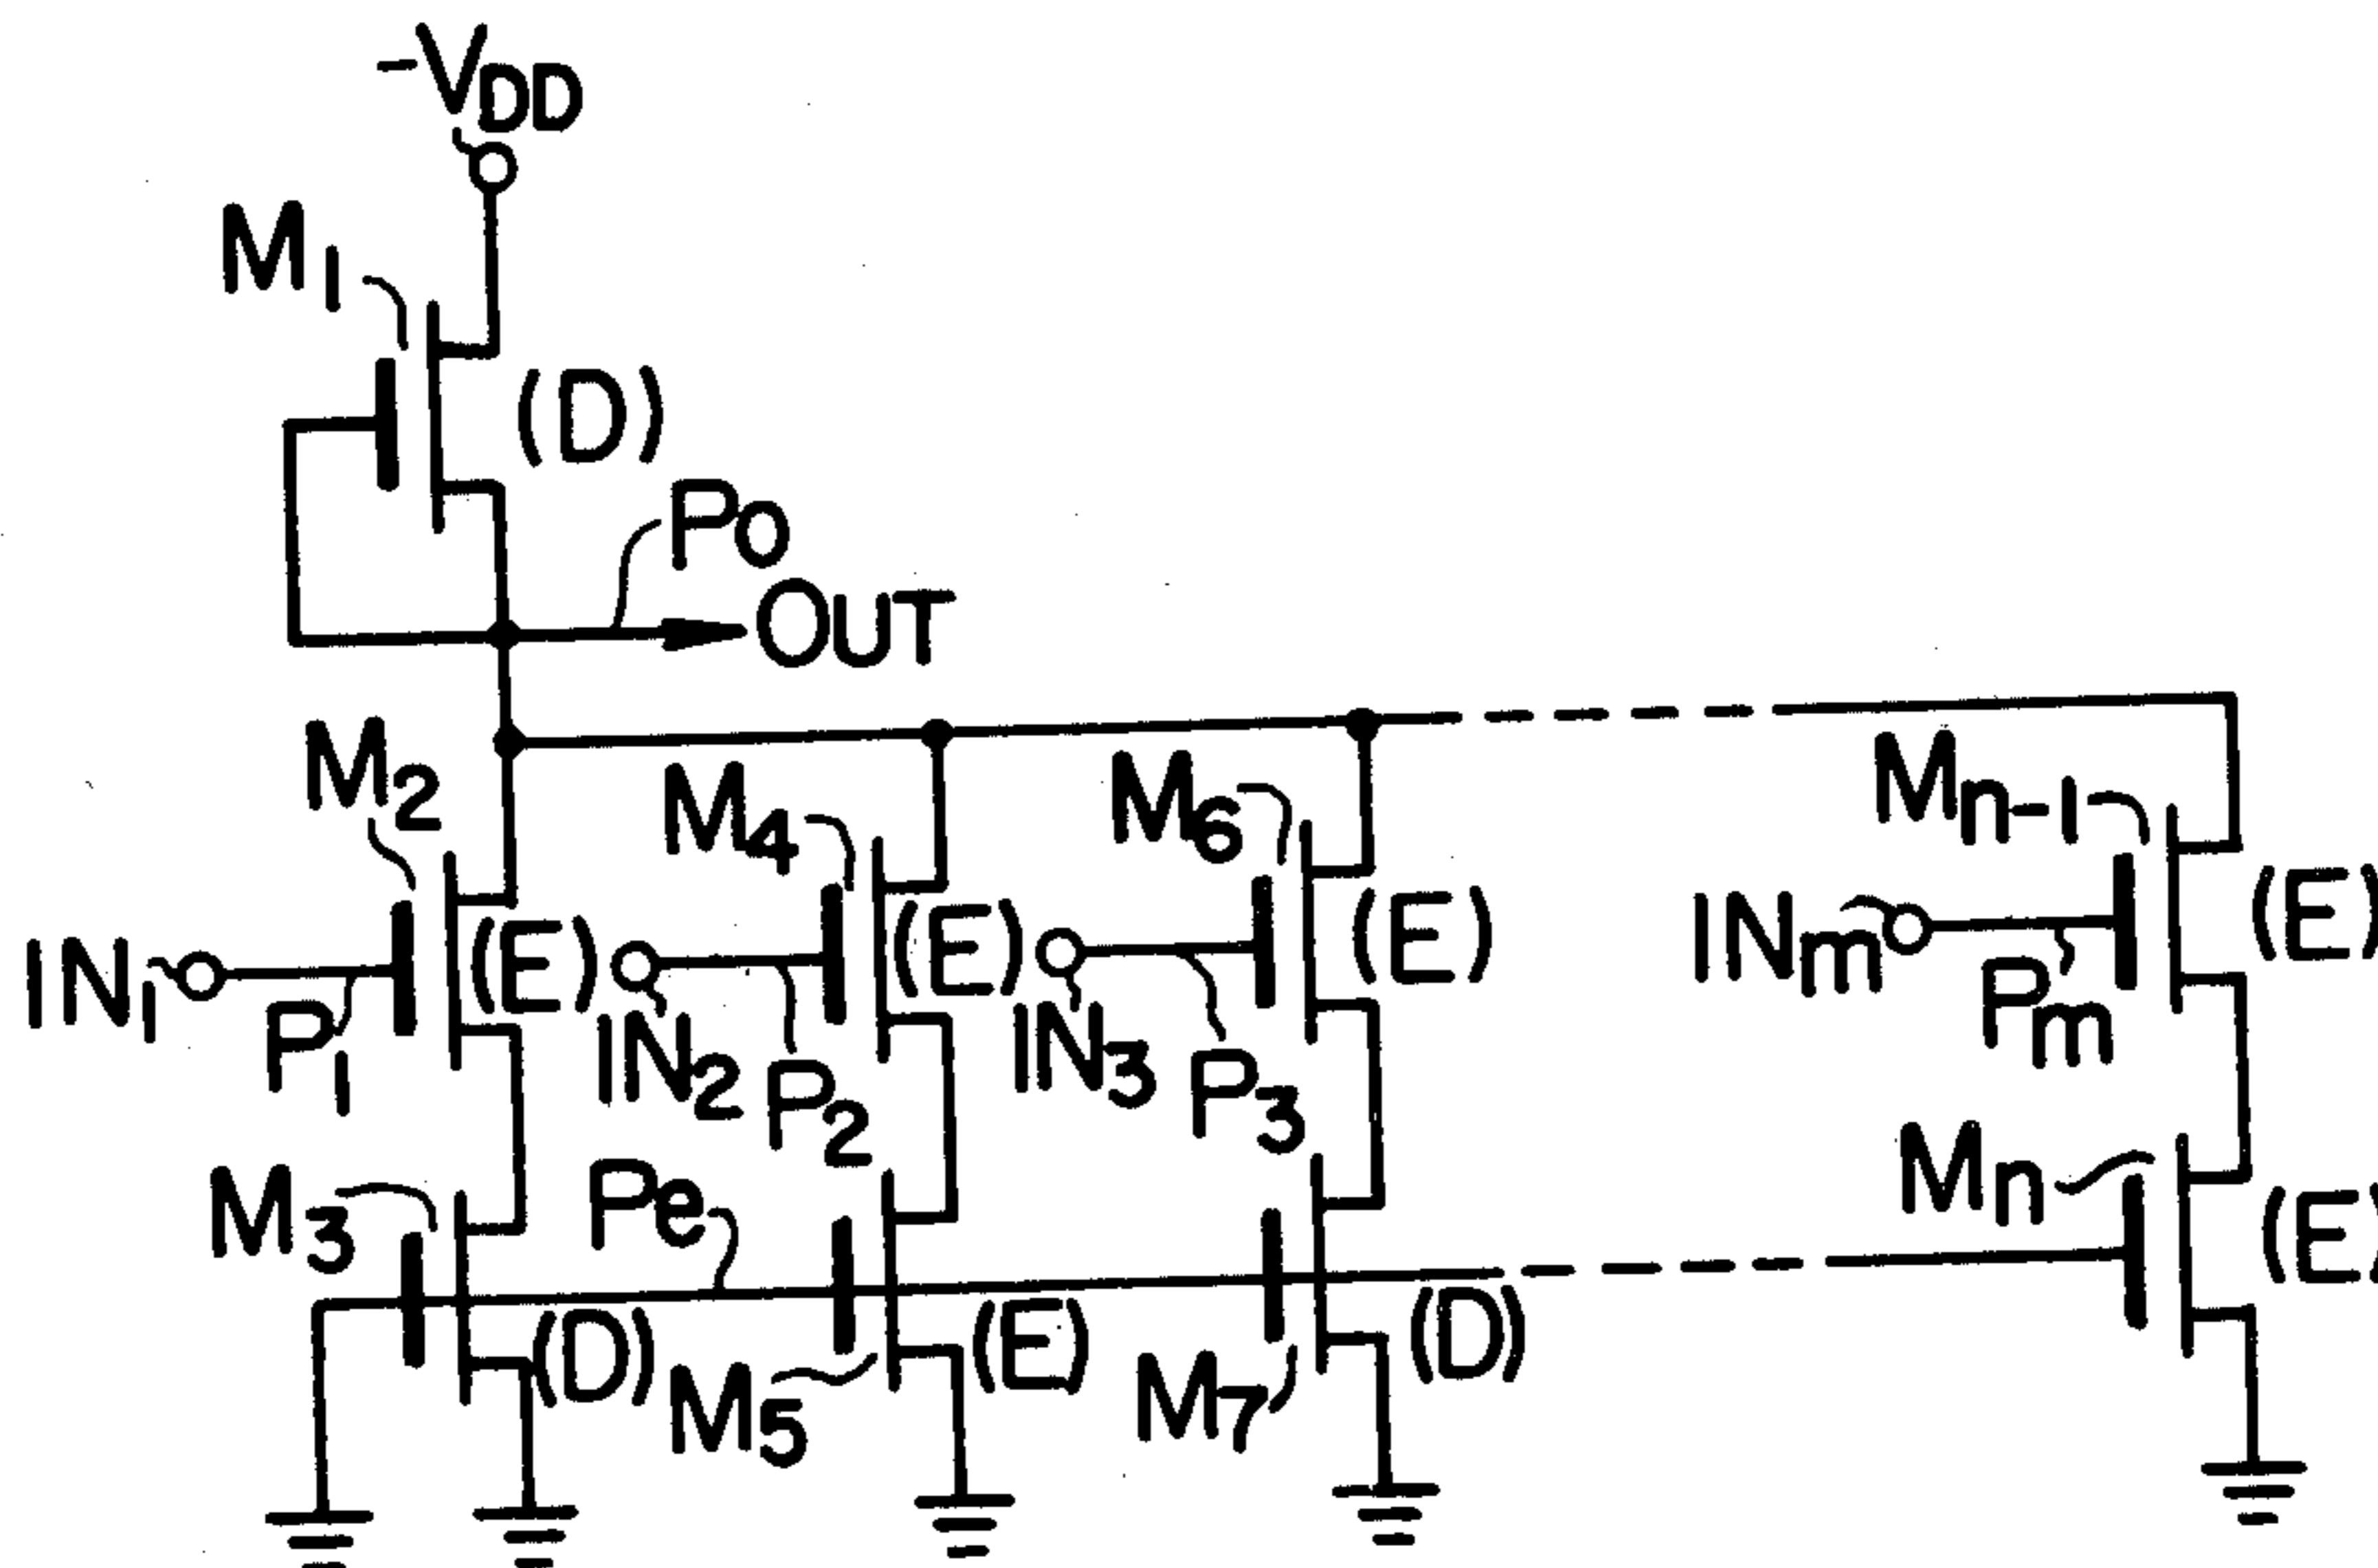 -VDD
M1
(D)
Po
OUT
M2
M4
M6
Mn-1
(E)
(E)
(E)
(E)
IN1
IN2
IN3
INm
P1
P2
P3
Pm
M3
Pe
Mn
(D)
(E)
(D)
(E)
M5
M7